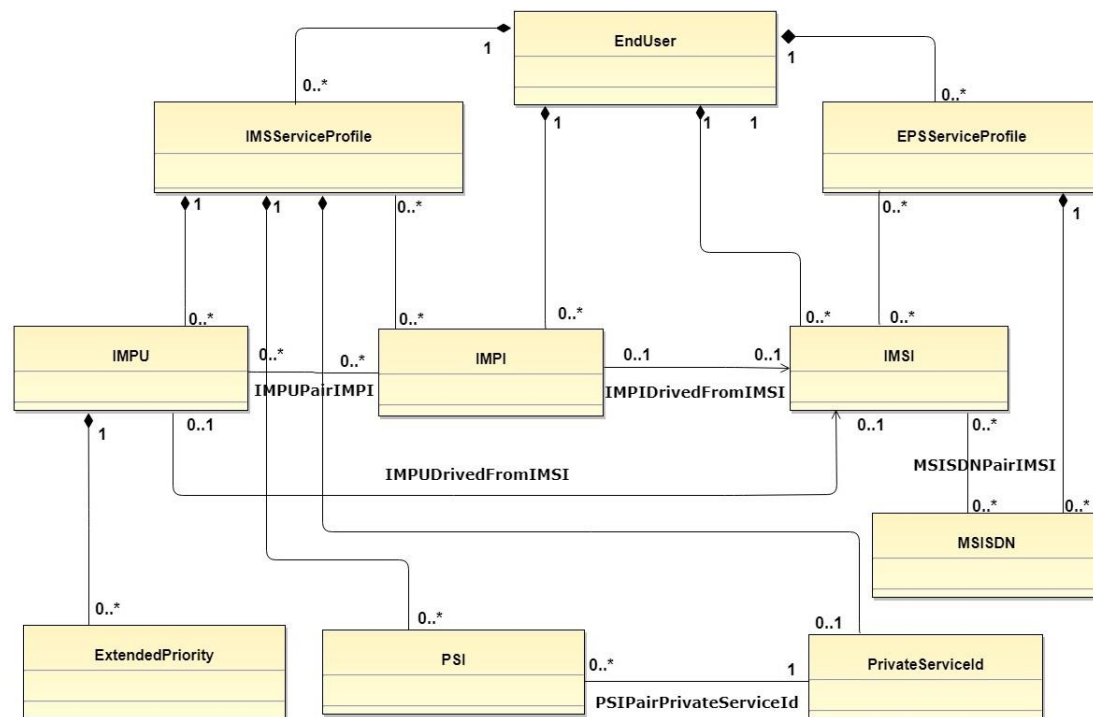 EndUser
1
1
0..*
0..*
1
1
1
IMSServiceProfile
EPSServiceProfile
1
1
0..*
0..*
1
0..*
0..*
0..*
0..*
0..*
IMPU
IMPI
IMSI
0..*
0..*
0..1
0..1
IMPUPairIMPI
IMPIDrivedFromIMSI
1
0..1
0..1
0..*
IMPUDrivedFromIMSI
MSISDNPairIMSI
0..*
0..*
MSISDN
0..*
0..*
0..1
ExtendedPriority
PSI
PrivateServiceId
0..*
1
PSIPairPrivateServiceId